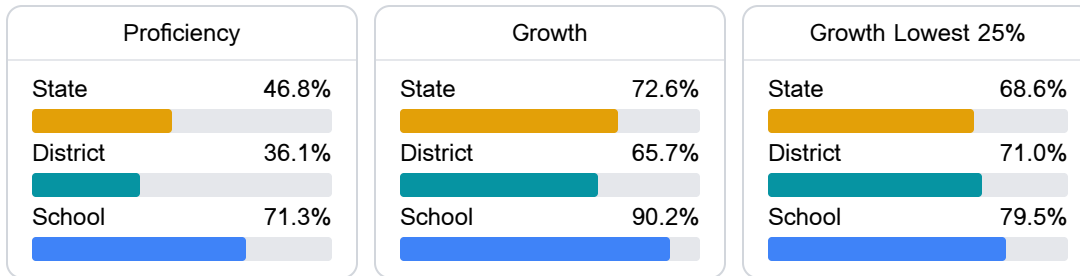 Proficiency
State 46.8%
District 36.1%
School 71.3%
Growth
State 72.6%
District 65.7%
School 90.2%
Growth Lowest 25%
State 68.6%
District 71.0%
School 79.5%